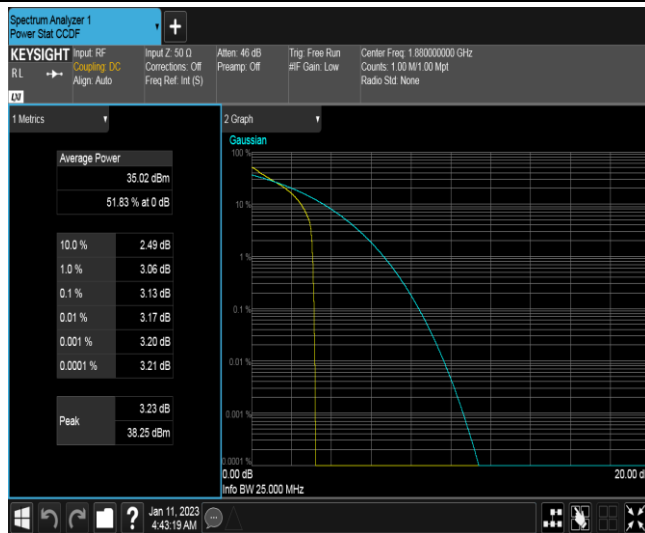 Spectrum Analyzer 1
Power Stat CCDF
+
KEYSIGHT
RL
Input: RF
Coupling: DC
Align: Auto
Input Z: 50 Ω
Corrections: Off
Freq Ref: Int (S)
Atten: 46 dB
Preamp: Off
Trig: Free Run
#IF Gain: Low
Center Freq: 1.880000000 GHz
Counts: 1.00 M/1.00 Mpt
Radio Std: None
1 Metrics
Average Power
35.02 dBm
51.83 % at 0 dB
10.0 % 2.49 dB
1.0 % 3.06 dB
0.1 % 3.13 dB
0.01 % 3.17 dB
0.001 % 3.20 dB
0.0001 % 3.21 dB
Peak
3.23 dB
38.25 dBm
2 Graph
Gaussian
100 %
10 %
1 %
0.1 %
0.01 %
0.001 %
0.0001 %
0.00 dB
20.00 d
Info BW 25.000 MHz
?
Jan 11, 2023
4:43:19 AM